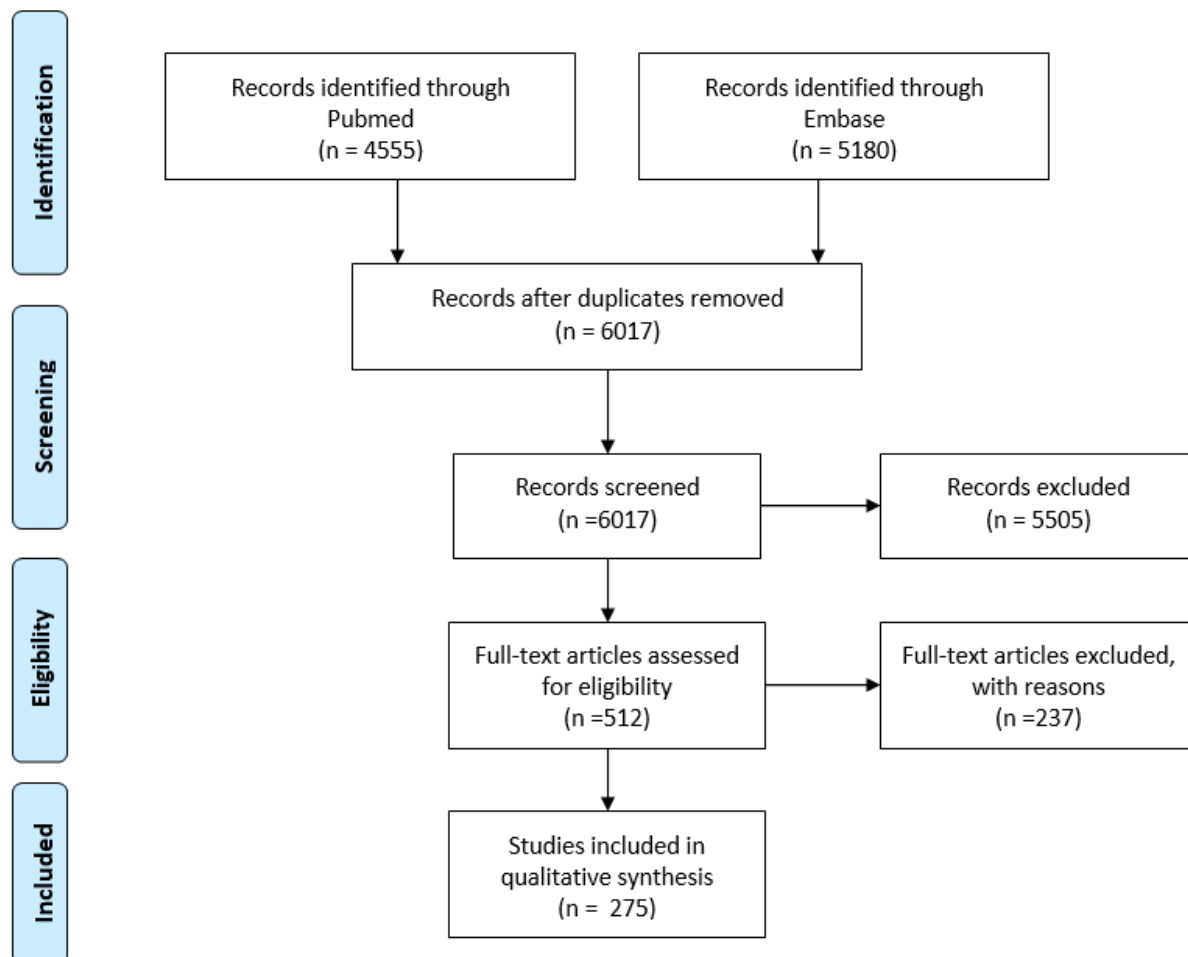 Identification
Records identified through
Pubmed
(n = 4555)
Records identified through
Embase
(n = 5180)
Records after duplicates removed
(n = 6017)
Screening
Records screened
(n =6017)
Records excluded
(n = 5505)
Eligibility
Full-text articles assessed
for eligibility
(n =512)
Full-text articles excluded,
with reasons
(n =237)
Included
Studies included in
qualitative synthesis
(n =  275)